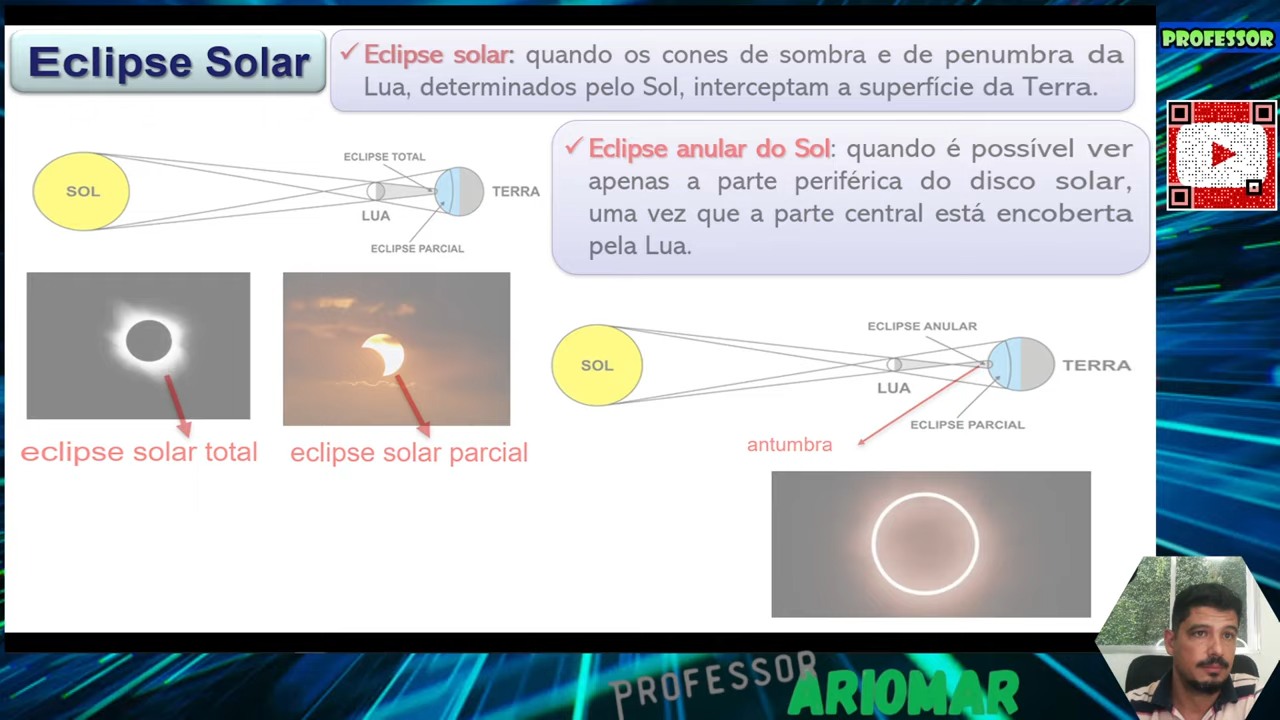 Eclipse Solar
✓ Eclipse solar: quando os cones de sombra e de penumbra da
Lua, determinados pelo Sol, interceptam a superfície da Terra.
PROFESSOR
✓ Eclipse anular do Sol: quando é possível ver
apenas a parte periférica do disco solar,
uma vez que a parte central está encoberta
pela Lua.
ECLIPSE TOTAL
SOL
TERRA
LUA
ECLIPSE PARCIAL
eclipse solar total
eclipse solar parcial
ECLIPSE ANULAR
SOL
TERRA
LUA
ECLIPSE PARCIAL
antumbra
PROFESSOR
ARIOMAR